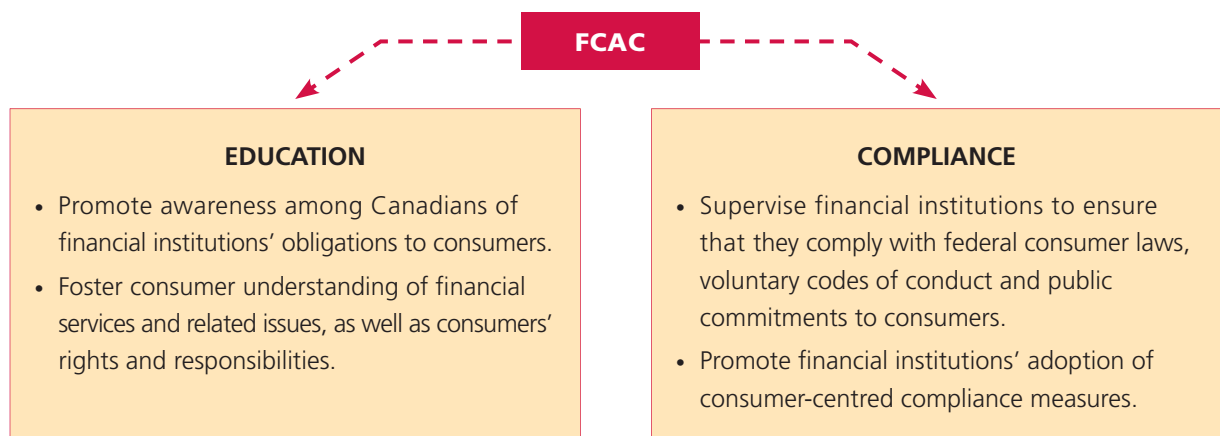 FCAC
EDUCATION
• Promote awareness among Canadians of
financial institutions’ obligations to consumers.
• Foster consumer understanding of financial
services and related issues, as well as consumers’
rights and responsibilities.
COMPLIANCE
• Supervise financial institutions to ensure
that they comply with federal consumer laws,
voluntary codes of conduct and public
commitments to consumers.
• Promote financial institutions’ adoption of
consumer-centred compliance measures.